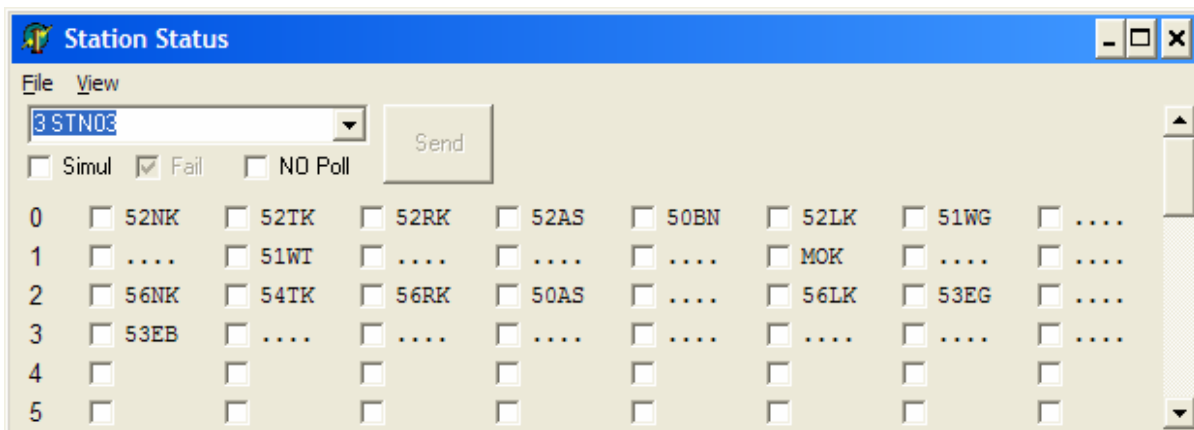 Station Status
File View
3 STN03
Send
Simul Fail NO Poll
0 52NK 52TK 52RK 52AS 50BN 52LK 51WG ....
1 .... 51WT .... .... .... MOK .... ....
2 56NK 54TK 56RK 50AS .... 56LK 53EG ....
3 53EB .... .... .... .... .... .... ....
4
5